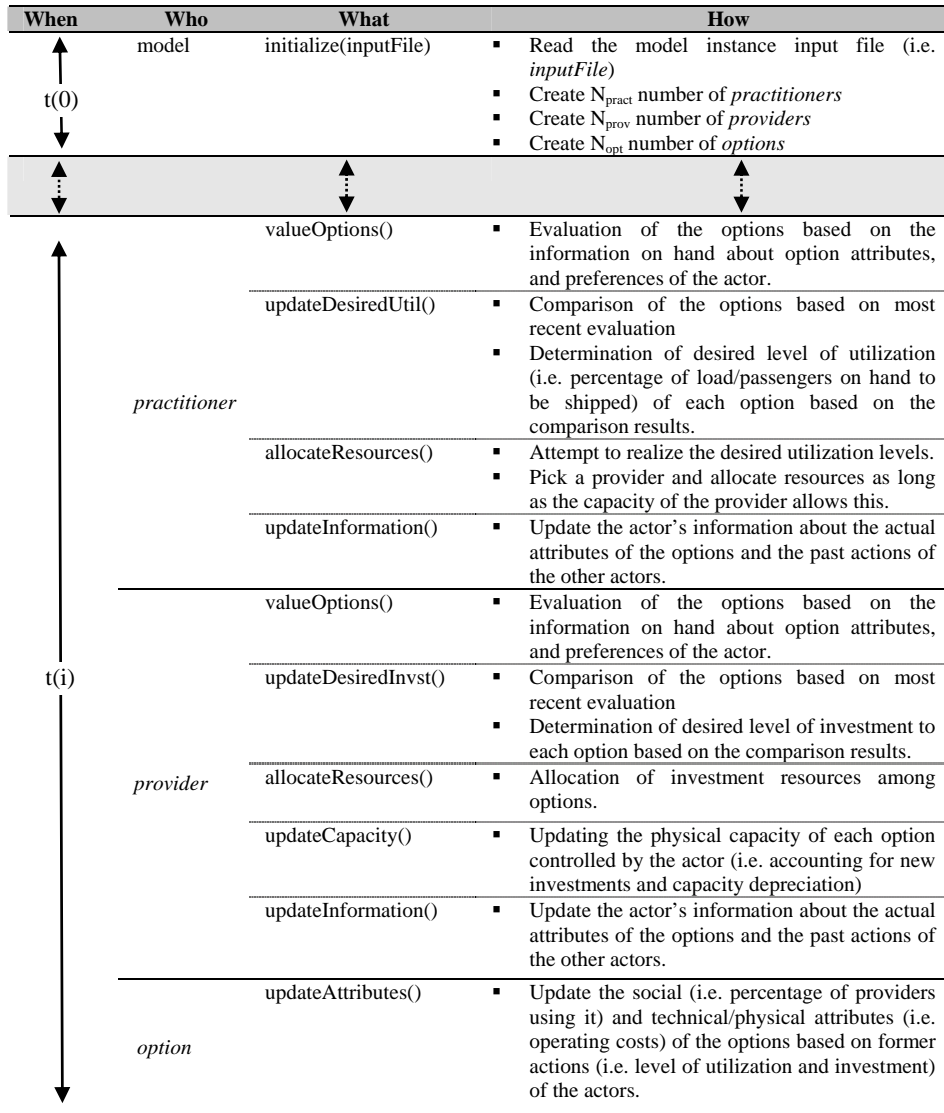 When Who What How
model initialize(inputFile) ▪ Read the model instance input file (i.e.
inputFile)
t(0) ▪ Create Npract number of practitioners
▪ Create Nprov number of providers
▪ Create Nopt number of options
valueOptions() ▪ Evaluation of the options based on the
information on hand about option attributes,
and preferences of the actor.
updateDesiredUtil() ▪ Comparison of the options based on most
recent evaluation
▪ Determination of desired level of utilization
(i.e. percentage of load/passengers on hand to
practitioner be shipped) of each option based on the
comparison results.
allocateResources() ▪ Attempt to realize the desired utilization levels.
▪ Pick a provider and allocate resources as long
as the capacity of the provider allows this.
updateInformation() ▪ Update the actor's information about the actual
attributes of the options and the past actions of
the other actors.
valueOptions() ▪ Evaluation of the options based on the
information on hand about option attributes,
and preferences of the actor.
t(i) updateDesiredInvst() ▪ Comparison of the options based on most
recent evaluation
▪ Determination of desired level of investment to
each option based on the comparison results.
provider allocateResources() ▪ Allocation of investment resources among
options.
updateCapacity() ▪ Updating the physical capacity of each option
controlled by the actor (i.e. accounting for new
investments and capacity depreciation)
updateInformation() ▪ Update the actor's information about the actual
attributes of the options and the past actions of
the other actors.
updateAttributes() ▪ Update the social (i.e. percentage of providers
using it) and technical/physical attributes (i.e.
option operating costs) of the options based on former
actions (i.e. level of utilization and investment)
of the actors.